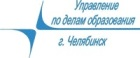 Управление
по делам образования
г. Челябинск